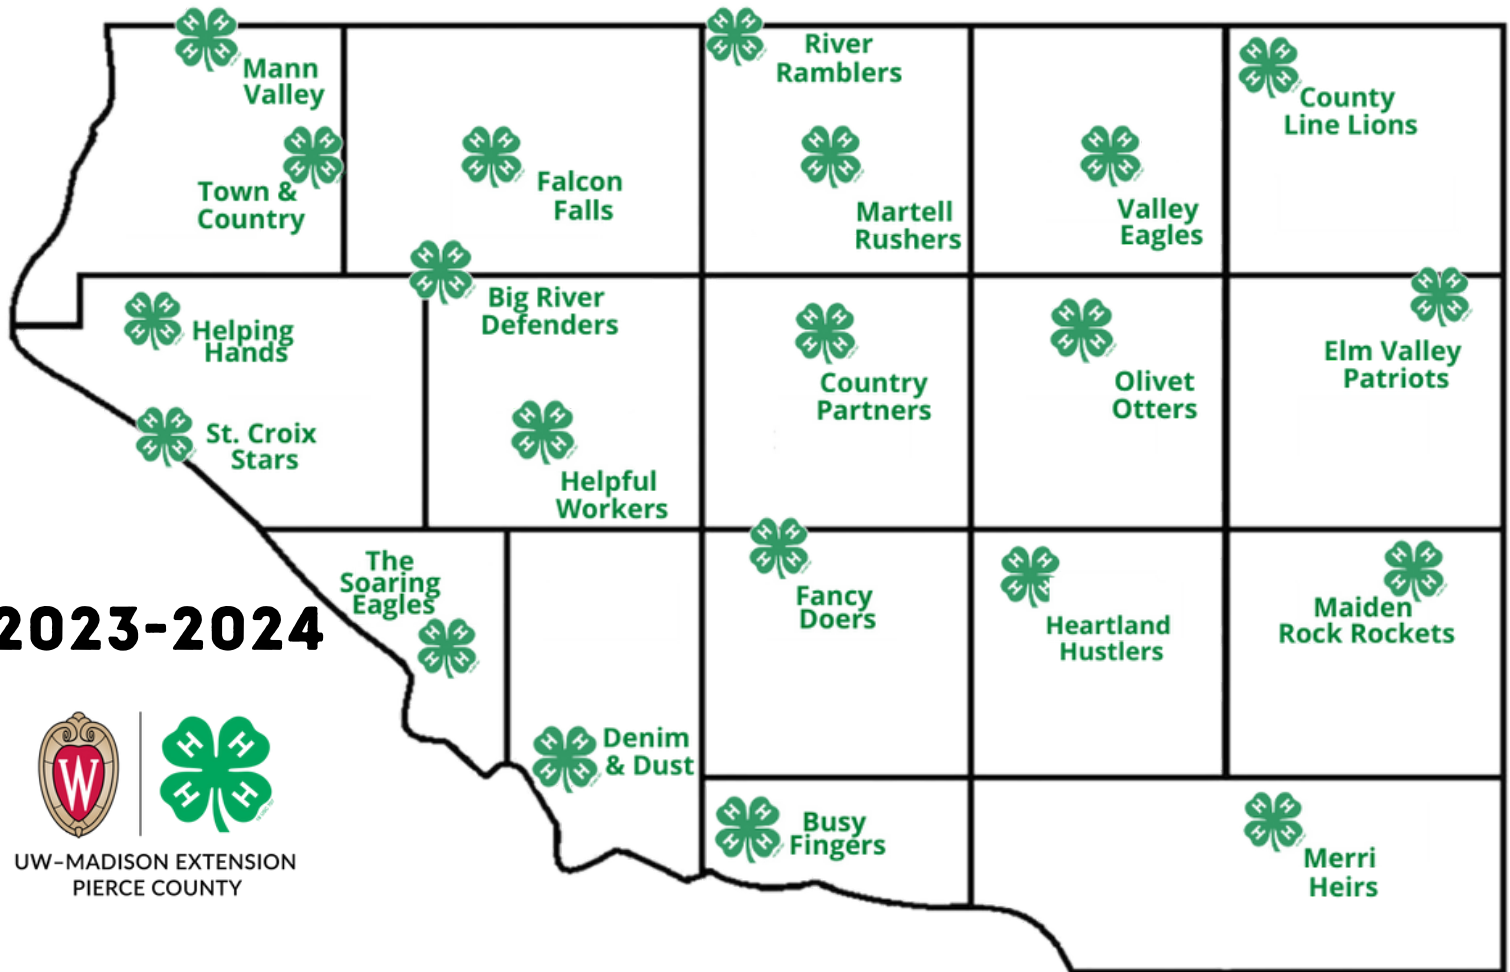 Mann
Valley
River
Ramblers
County
Line Lions
Town &
Country
Falcon
Falls
Martell
Rushers
Valley
Eagles
Helping
Hands
Big River
Defenders
Country
Partners
Olivet
Otters
Elm Valley
Patriots
St. Croix
Stars
Helpful
Workers
The
Soaring
Eagles
Fancy
Doers
Heartland
Hustlers
Maiden
Rock Rockets
2023-2024
Denim
& Dust
Busy
Fingers
Merri
Heirs
W
H H
H H
UW-MADISON EXTENSION
PIERCE COUNTY